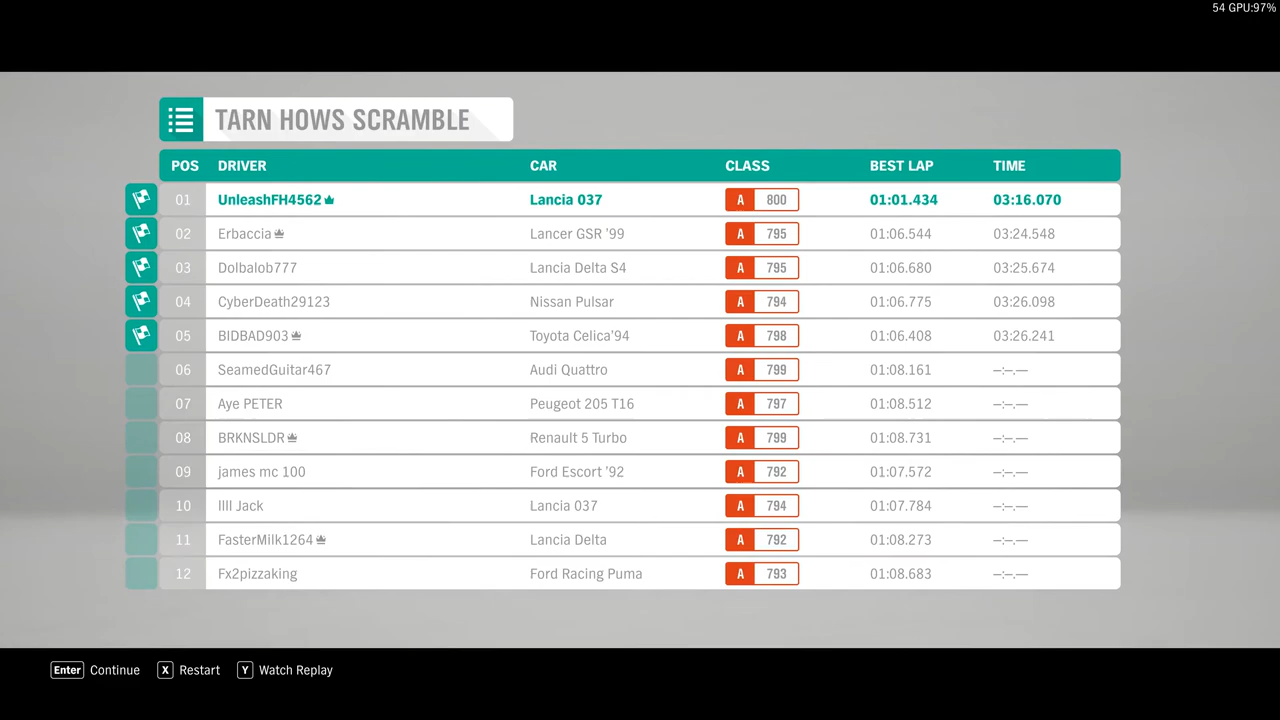 54 GPU:97%
TARN HOWS SCRAMBLE
POS DRIVER CAR CLASS BEST LAP TIME
01 UnleashFH4562 Lancia 037 A 800 01:01.434 03:16.070
02 Erbaccia Lancer GSR '99 A 795 01:06.544 03:24.548
03 Dolbalob777 Lancia Delta S4 A 795 01:06.680 03:25.674
04 CyberDeath29123 Nissan Pulsar A 794 01:06.775 03:26.098
05 BIDBAD903 Toyota Celica'94 A 798 01:06.408 03:26.241
06 SeamedGuitar467 Audi Quattro A 799 01:08.161 –:–.––
07 Aye PETER Peugeot 205 T16 A 797 01:08.512 –:–.––
08 BRKNSLDR Renault 5 Turbo A 799 01:08.731 –:–.––
09 james mc 100 Ford Escort '92 A 792 01:07.572 –:–.––
10 IIII Jack Lancia 037 A 794 01:07.784 –:–.––
11 FasterMilk1264 Lancia Delta A 792 01:08.273 –:–.––
12 Fx2pizzaking Ford Racing Puma A 793 01:08.683 –:–.––
Enter Continue X Restart Y Watch Replay